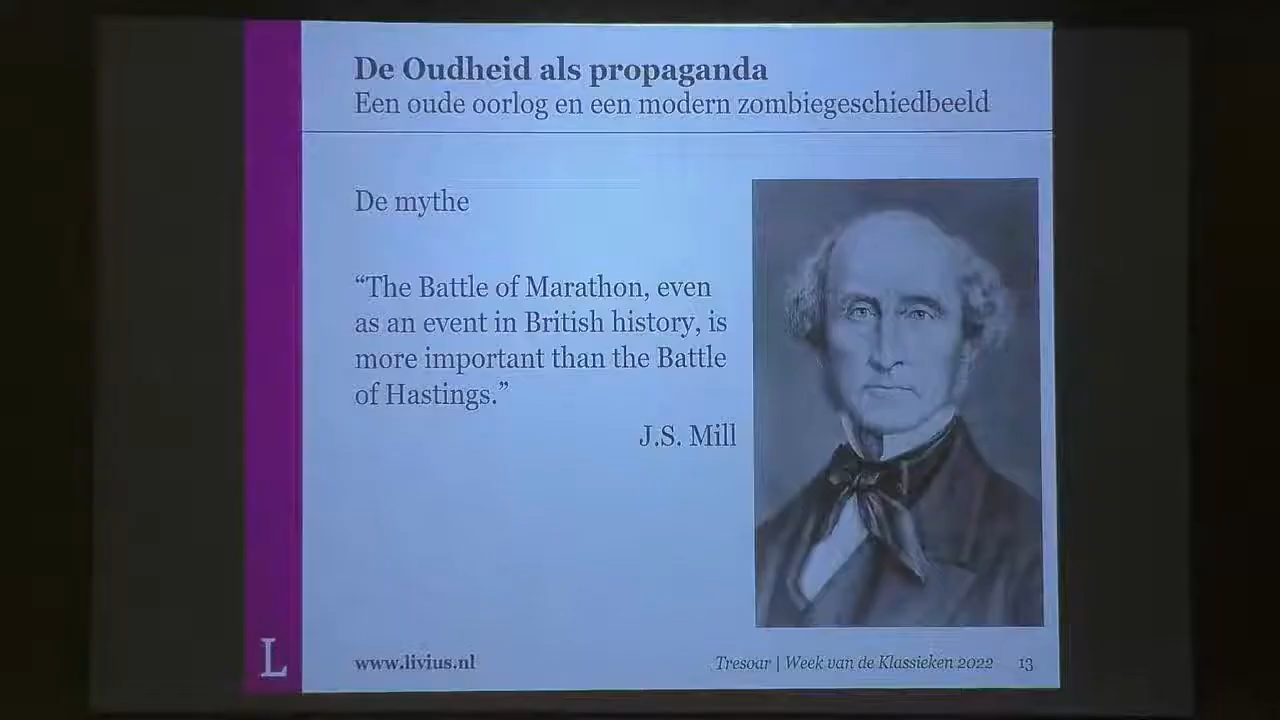 De Oudheid als propaganda
Een oude oorlog en een modern zombiegeschiedbeeld
De mythe
“The Battle of Marathon, even
as an event in British history, is
more important than the Battle
of Hastings.”
J.S. Mill
L
www.livius.nl
Tresoar | Week van de Klassieken 2022 13